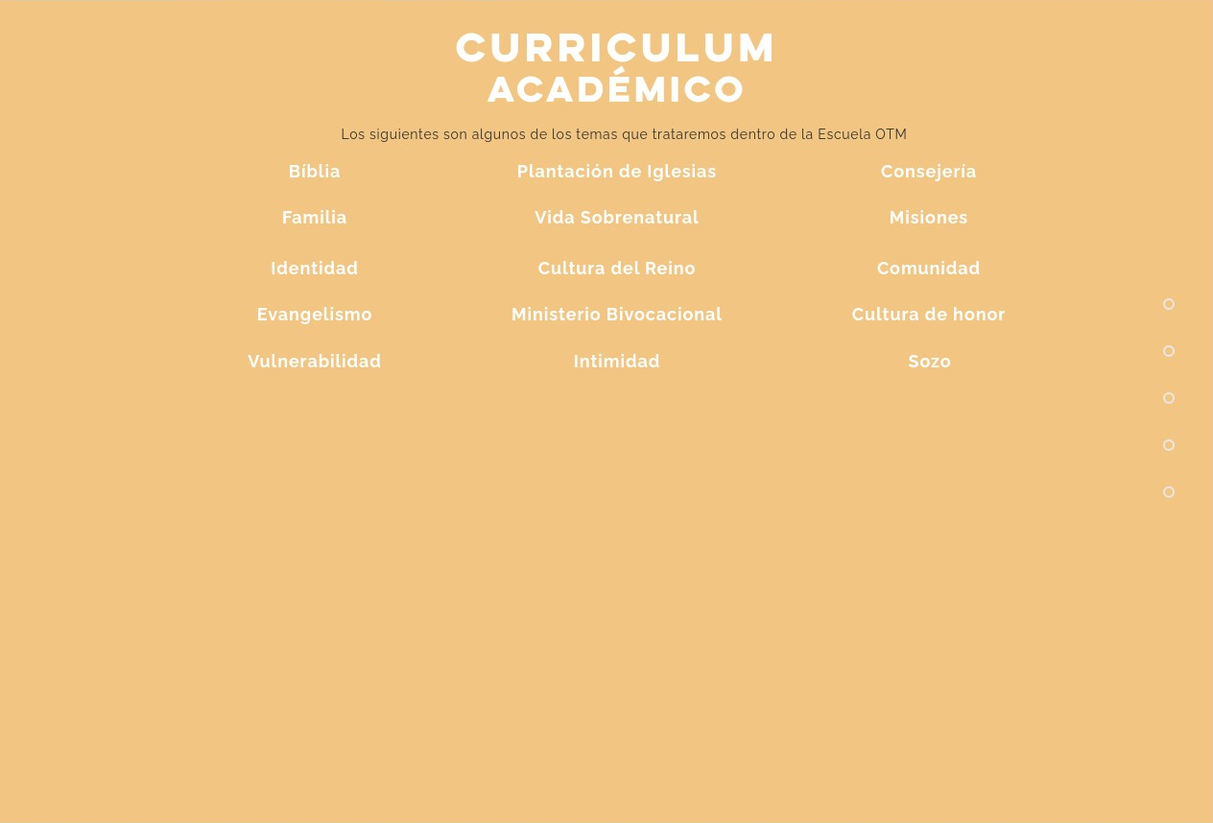 CURRICULUM
ACADÉMICO
Los siguientes son algunos de los temas que trataremos dentro de la Escuela OTM
Bíblia Plantación de Iglesias Consejería
Familia Vida Sobrenatural Misiones
Identidad Cultura del Reino Comunidad
Evangelismo Ministerio Bivocacional Cultura de honor
Vulnerabilidad Intimidad Sozo